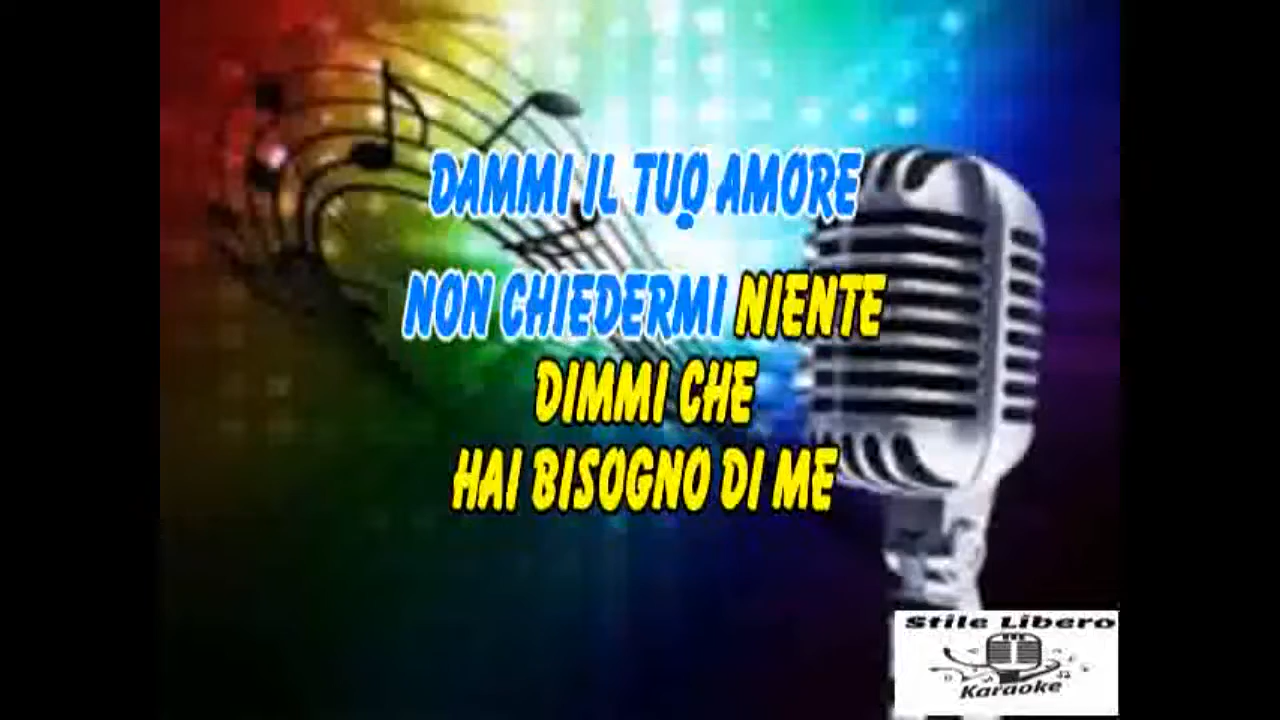 DAMMI IL TUO AMORE
NON CHIEDERMI NIENTE
DIMMI CHE
HAI BISOGNO DI ME
Stile Libero
Karaoke